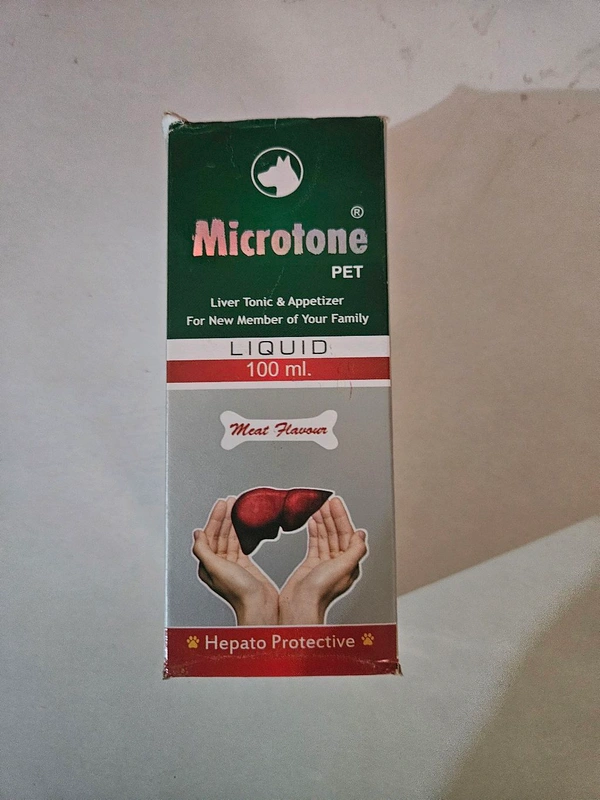 ®
Microtone
PET
Liver Tonic & Appetizer
For New Member of Your Family
LIQUID
100 ml.
Meat Flavour
Hepato Protective